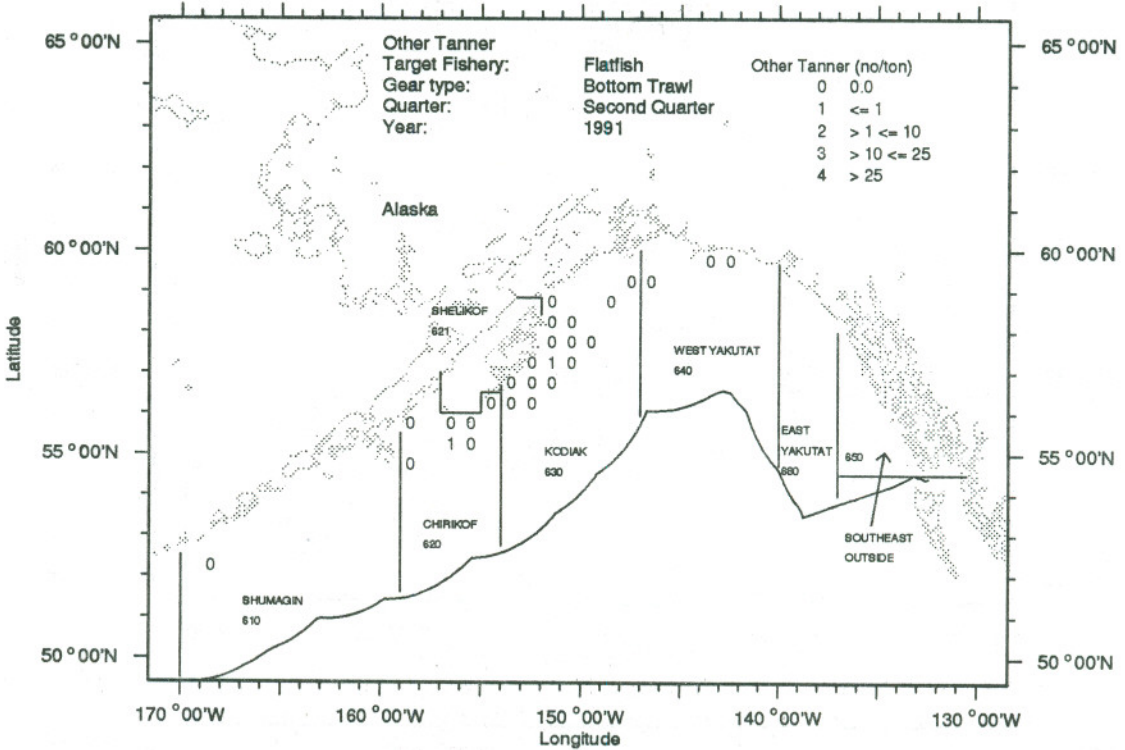 65 °00'N
Other Tanner
Target Fishery: Flatfish
Gear type: Bottom Trawl
Quarter: Second Quarter
Year: 1991
Other Tanner (no/ton)
0 0.0
1 <= 1
2 > 1 <= 10
3 > 10 <= 25
4 > 25
65 °00'N
Alaska
60 °00'N
60 °00'N
0 0
0 0
SHELIKOF
621
0 0
0 0
0 0 0
0 1 0
0 0 0
0 0 0
WEST YAKUTAT
640
0 0 0
1 0
0
55 °00'N
KODIAK
630
EAST
YAKUTAT
680
650
55 °00'N
CHIRIKOF
620
SOUTHEAST
OUTSIDE
0
SHUMAGIN
610
50 °00'N
50 °00'N
170 °00'W 160 °00'W 150 °00'W 140 °00'W 130 °00'W
Longitude
Latitude